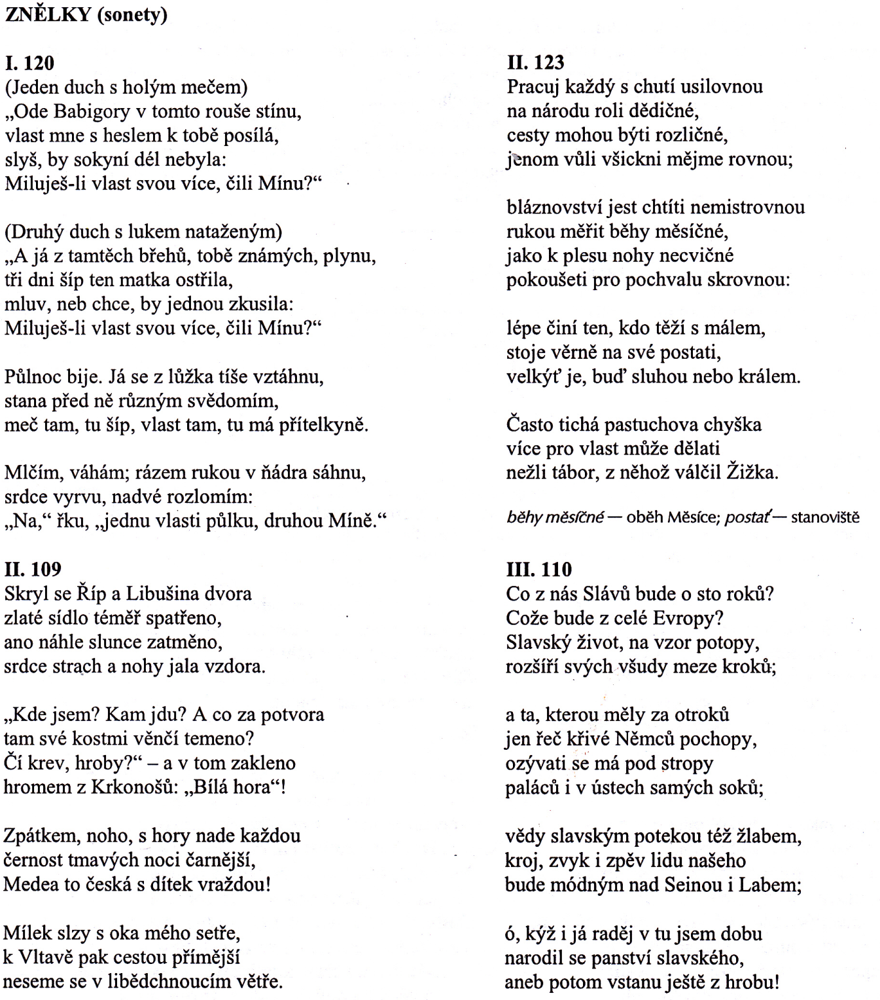 ZNĚLKY (sonety)
I. 120
(Jeden duch s holým mečem)
„Ode Babigory v tomto rouše stínu,
vlast mne s heslem k tobě posílá,
slyš, by sokyní dél nebyla:
Miluješ-li vlast svou více, čili Mínu?“
(Druhý duch s lukem nataženým)
„A já z tamtěch břehů, tobě známých, plynu,
tři dni šíp ten matka ostřila,
mluv, neb chce, by jednou zkusila:
Miluješ-li vlast svou více, čili Mínu?“
Půlnoc bije. Já se z lůžka tíše vztáhnu,
stana před ně různým svědomím,
meč tam, tu šíp, vlast tam, tu má přítelkyně.
Mlčím, váhám; rázem rukou v ňádra sáhnu,
srdce vyrvu, nadvé rozlomím:
„Na,“ řku, „jednu vlasti půlku, druhou Míně.“
II. 109
Skryl se Říp a Libušina dvora
zlaté sídlo téměř spatřeno,
ano náhle slunce zatměno,
srdce strach a nohy jala vzdora.
„Kde jsem? Kam jdu? A co za potvora
tam své kostmi věnčí temeno?
Čí krev, hroby?“ – a v tom zakleno
hromem z Krkonošů: „Bílá hora“!
Zpátkem, noho, s hory nade každou
černost tmavých noci čarnější,
Medea to česká s dítek vraždou!
Mílek slzy s oka mého setře,
k Vltavě pak cestou přímější
neseme se v libědchnoucím větře.
II. 123
Pracuj každý s chutí usilovnou
na národu roli dědičné,
cesty mohou býti rozličné,
jenom vůli všickni mějme rovnou;
bláznovství jest chtíti nemistrovnou
rukou měřit běhy měsíčné,
jako k plesu nohy necvičné
pokoušeti pro pochvalu skrovnou:
lépe činí ten, kdo těží s málem,
stoje věrně na své postati,
velkýť je, buď sluhou nebo králem.
Často tichá pastuchova chyška
více pro vlast může dělati
nežli tábor, z něhož válčil Žižka.
běhy měsíčné — oběh Měsíce; postať — stanoviště
III. 110
Co z nás Slávů bude o sto roků?
Cože bude z celé Evropy?
Slavský život, na vzor potopy,
rozšíří svých všudy meze kroků;
a ta, kterou měly za otroků
jen řeč křivé Němců pochopy,
ozývati se má pod stropy
paláců i v ústech samých soků;
vědy slavským potekou též žlabem,
kroj, zvyk i zpěv lidu našeho
bude módným nad Seinou i Labem;
ó, kýž i já raděj v tu jsem dobu
narodil se panství slavského,
aneb potom vstanu ještě z hrobu!